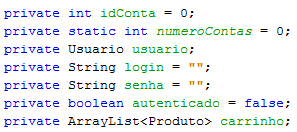 private int idConta = 0;
private static int numeroContas = 0;
private Usuario usuario;
private String login = "";
private String senha = "";
private boolean autenticado = false;
private ArrayList<Produto> carrinho;